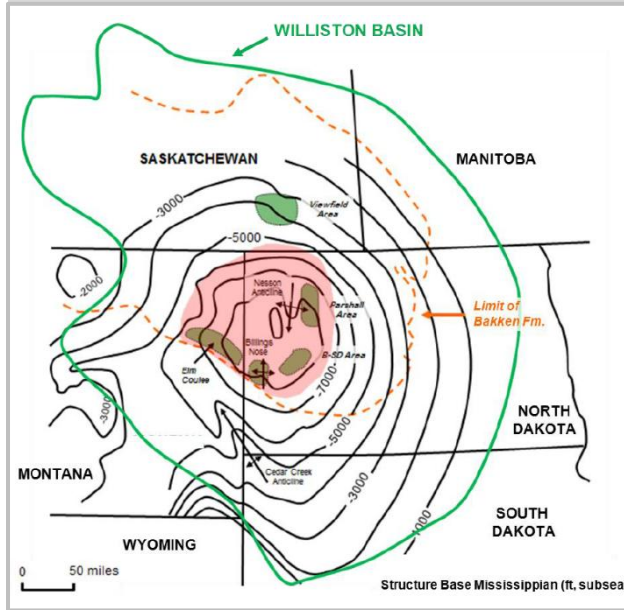 WILLISTON BASIN
SASKATCHEWAN
MANITOBA
-3000
Viewfield
Area
-5000
-2000
Nesson
Anticline
Parshall
Area
Limit of
Bakken Fm.
Billings
Nose
B-SD Area
Elm
Coulee
-7000
-3000
NORTH
DAKOTA
-5000
MONTANA
Cedar Creek
Anticline
-3000
SOUTH
DAKOTA
WYOMING
0 50 miles
Structure Base Mississippian (ft, subsea